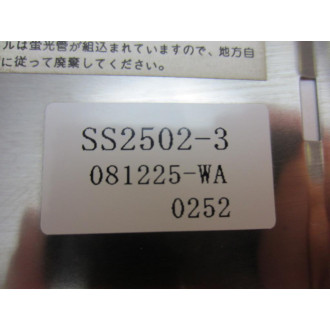 ルは蛍光管が組込まれていますので、地方自
に従って廃棄してください。
SS2502-3
081225-WA
0252